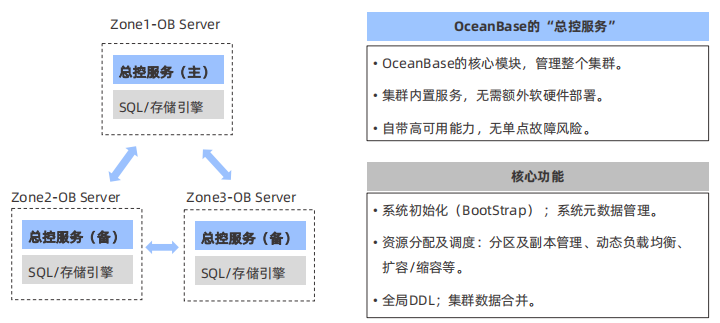 Zone1-OB Server
总控服务（主）
SQL/存储引擎
Zone2-OB Server
总控服务（备）
SQL/存储引擎
Zone3-OB Server
总控服务（备）
SQL/存储引擎
OceanBase的“总控服务”
• OceanBase的核心模块，管理整个集群。
• 集群内置服务，无需额外软硬件部署。
• 自带高可用能力，无单点故障风险。
核心功能
• 系统初始化（BootStrap）；系统元数据管理。
• 资源分配及调度：分区及副本管理、动态负载均衡、
扩容/缩容等。
• 全局DDL；集群数据合并。